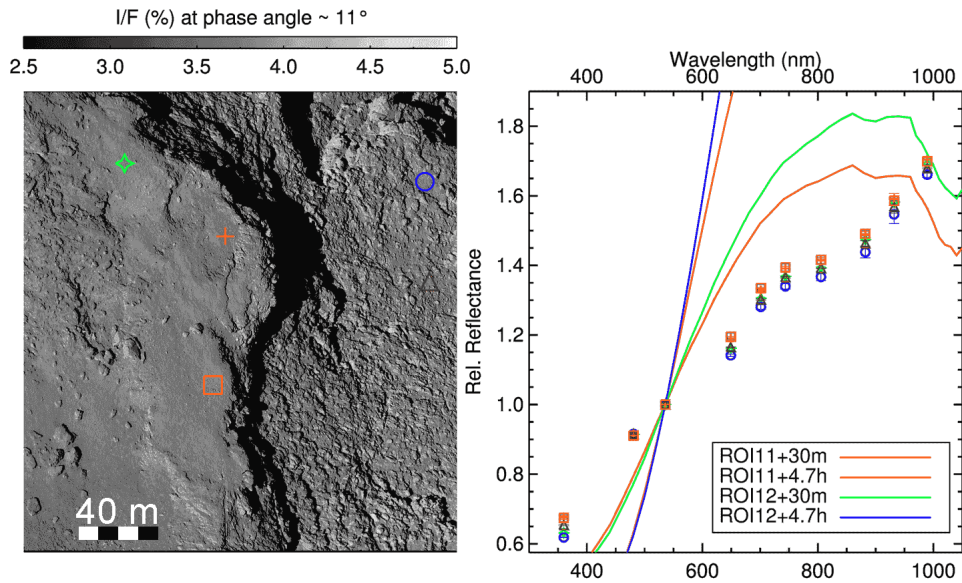 I/F (%) at phase angle ~ 11°
2.5 3.0 3.5 4.0 4.5 5.0
40 m
Wavelength (nm)
400 600 800 1000
Rel. Reflectance
1.8
1.6
1.4
1.2
1.0
0.8
0.6
ROI11+30m
ROI11+4.7h
ROI12+30m
ROI12+4.7h
400 600 800 1000